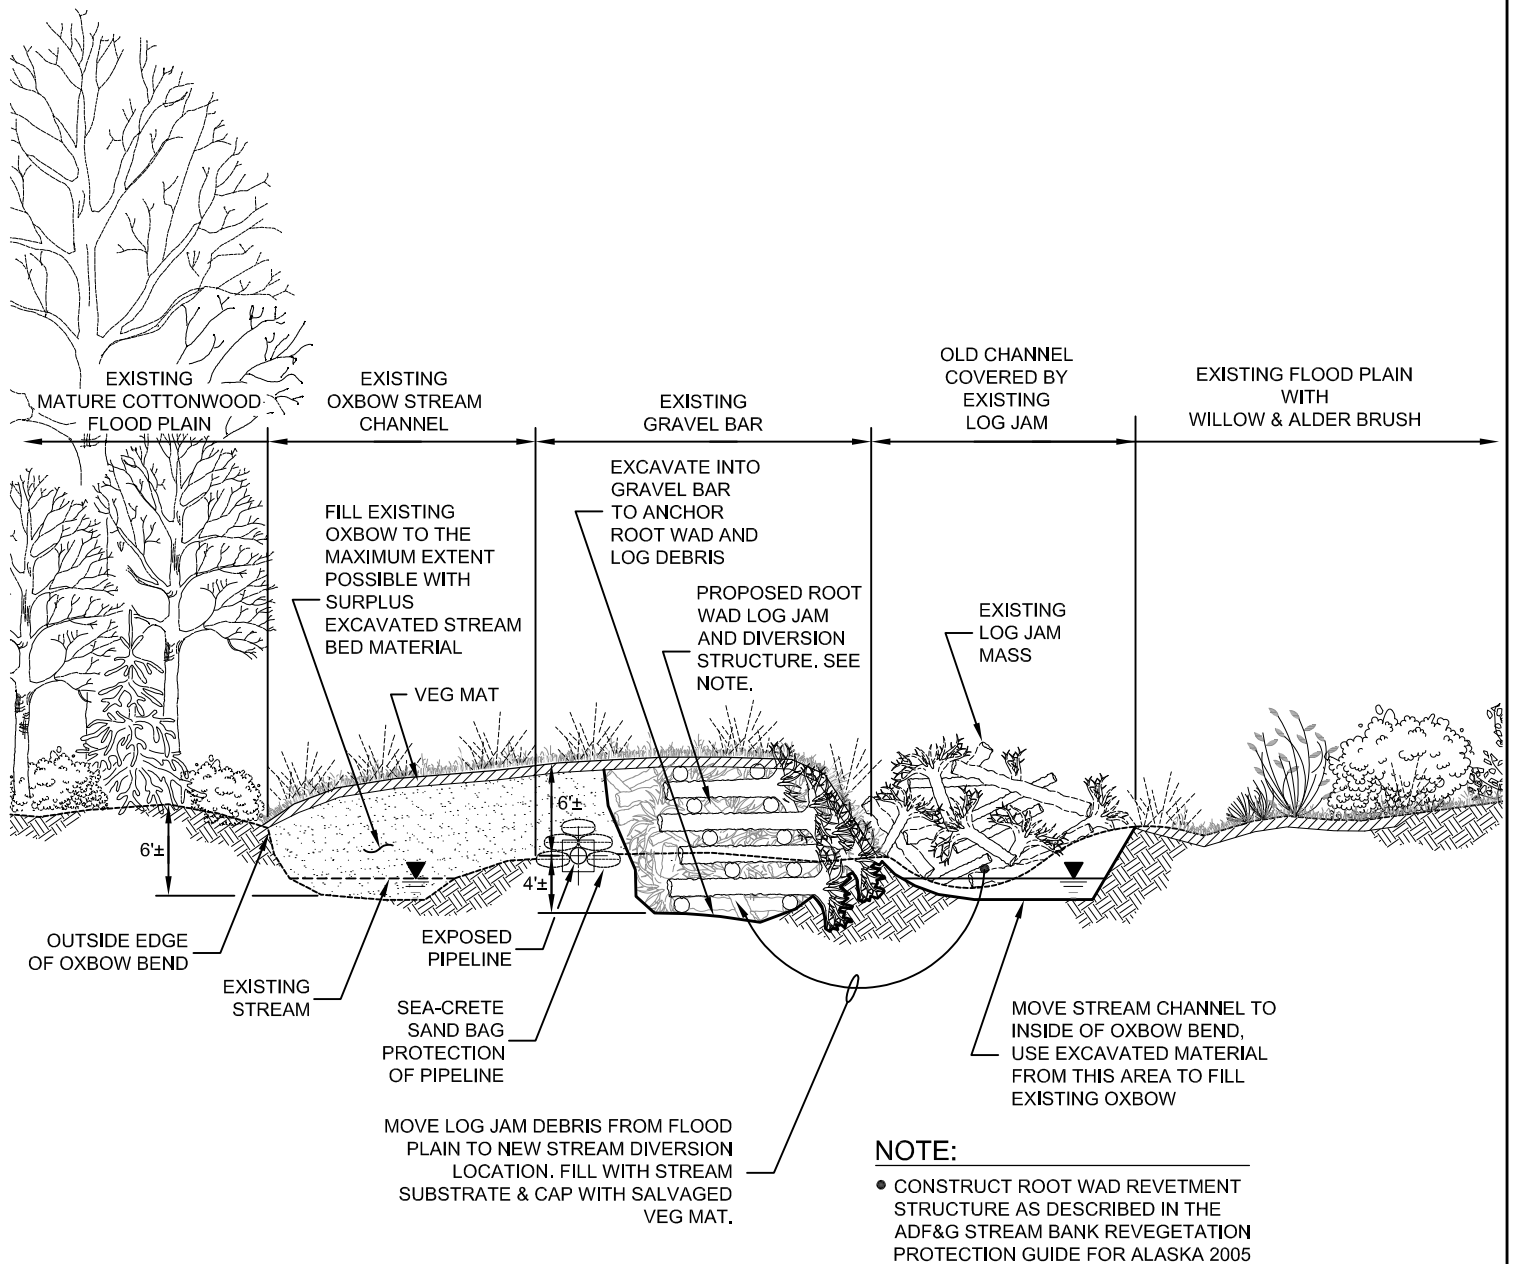 EXISTING
MATURE COTTONWOOD
FLOOD PLAIN
EXISTING
OXBOW STREAM
CHANNEL
EXISTING
GRAVEL BAR
OLD CHANNEL
COVERED BY
EXISTING
LOG JAM
EXISTING FLOOD PLAIN
WITH
WILLOW & ALDER BRUSH
EXCAVATE INTO
GRAVEL BAR
TO ANCHOR
ROOT WAD AND
LOG DEBRIS
FILL EXISTING
OXBOW TO THE
MAXIMUM EXTENT
POSSIBLE WITH
SURPLUS
EXCAVATED STREAM
BED MATERIAL
PROPOSED ROOT
WAD LOG JAM
AND DIVERSION
STRUCTURE. SEE
NOTE.
EXISTING
LOG JAM
MASS
VEG MAT
6'±
6'±
4'±
OUTSIDE EDGE
OF OXBOW BEND
EXISTING
STREAM
EXPOSED
PIPELINE
SEA-CRETE
SAND BAG
PROTECTION
OF PIPELINE
MOVE STREAM CHANNEL TO
INSIDE OF OXBOW BEND,
USE EXCAVATED MATERIAL
FROM THIS AREA TO FILL
EXISTING OXBOW
MOVE LOG JAM DEBRIS FROM FLOOD
PLAIN TO NEW STREAM DIVERSION
LOCATION. FILL WITH STREAM
SUBSTRATE & CAP WITH SALVAGED
VEG MAT.
NOTE:
● CONSTRUCT ROOT WAD REVETMENT
STRUCTURE AS DESCRIBED IN THE
ADF&G STREAM BANK REVEGETATION
PROTECTION GUIDE FOR ALASKA 2005